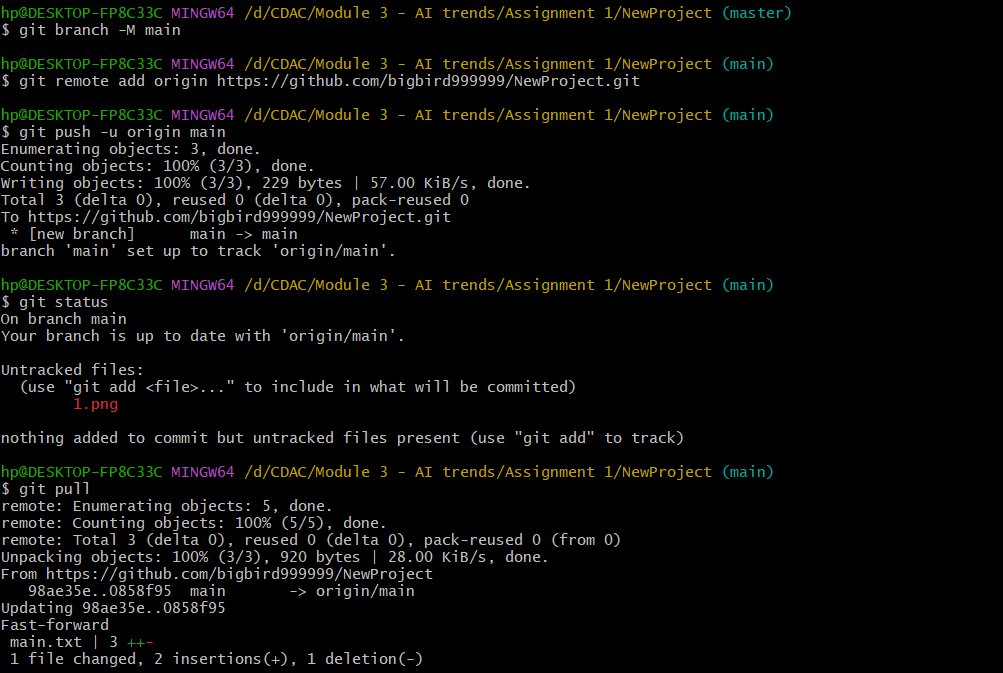 hp@DESKTOP-FP8C33C MINGW64 /d/CDAC/Module 3 - AI trends/Assignment 1/NewProject (master)
$ git branch -M main
hp@DESKTOP-FP8C33C MINGW64 /d/CDAC/Module 3 - AI trends/Assignment 1/NewProject (main)
$ git remote add origin https://github.com/bigbird999999/NewProject.git
hp@DESKTOP-FP8C33C MINGW64 /d/CDAC/Module 3 - AI trends/Assignment 1/NewProject (main)
$ git push -u origin main
Enumerating objects: 3, done.
Counting objects: 100% (3/3), done.
Writing objects: 100% (3/3), 229 bytes | 57.00 KiB/s, done.
Total 3 (delta 0), reused 0 (delta 0), pack-reused 0
To https://github.com/bigbird999999/NewProject.git
 * [new branch]      main -> main
branch 'main' set up to track 'origin/main'.
hp@DESKTOP-FP8C33C MINGW64 /d/CDAC/Module 3 - AI trends/Assignment 1/NewProject (main)
$ git status
On branch main
Your branch is up to date with 'origin/main'.
Untracked files:
  (use "git add <file>..." to include in what will be committed)
        1.png
nothing added to commit but untracked files present (use "git add" to track)
hp@DESKTOP-FP8C33C MINGW64 /d/CDAC/Module 3 - AI trends/Assignment 1/NewProject (main)
$ git pull
remote: Enumerating objects: 5, done.
remote: Counting objects: 100% (5/5), done.
remote: Total 3 (delta 0), reused 0 (delta 0), pack-reused 0 (from 0)
Unpacking objects: 100% (3/3), 920 bytes | 28.00 KiB/s, done.
From https://github.com/bigbird999999/NewProject
   98ae35e..0858f95  main       -> origin/main
Updating 98ae35e..0858f95
Fast-forward
 main.txt | 3 ++-
 1 file changed, 2 insertions(+), 1 deletion(-)